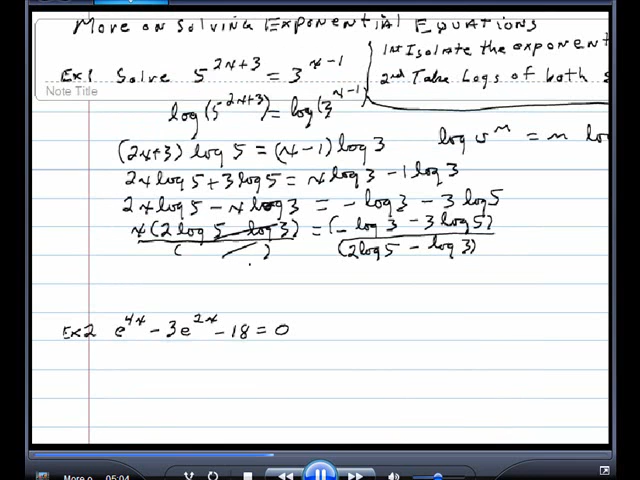 More on Solving Exponential Equations
1st Isolate the exponent
2nd Take Logs of both
Ex1 Solve 5^{2x+3} = 3^{x-1}
Note Title
log(5^{2x+3}) = log(3^{x-1})
(2x+3) log 5 = (x-1) log 3
log v^n = n lo
2x log 5 + 3 log 5 = x log 3 - 1 log 3
2x log 5 - x log 3 = - log 3 - 3 log 5
x(2 log 5 - log 3) = (- log 3 - 3 log 5)
( ) (2 log 5 - log 3)
Ex2 e^{4x} - 3e^{2x} - 18 = 0
More o 05:04